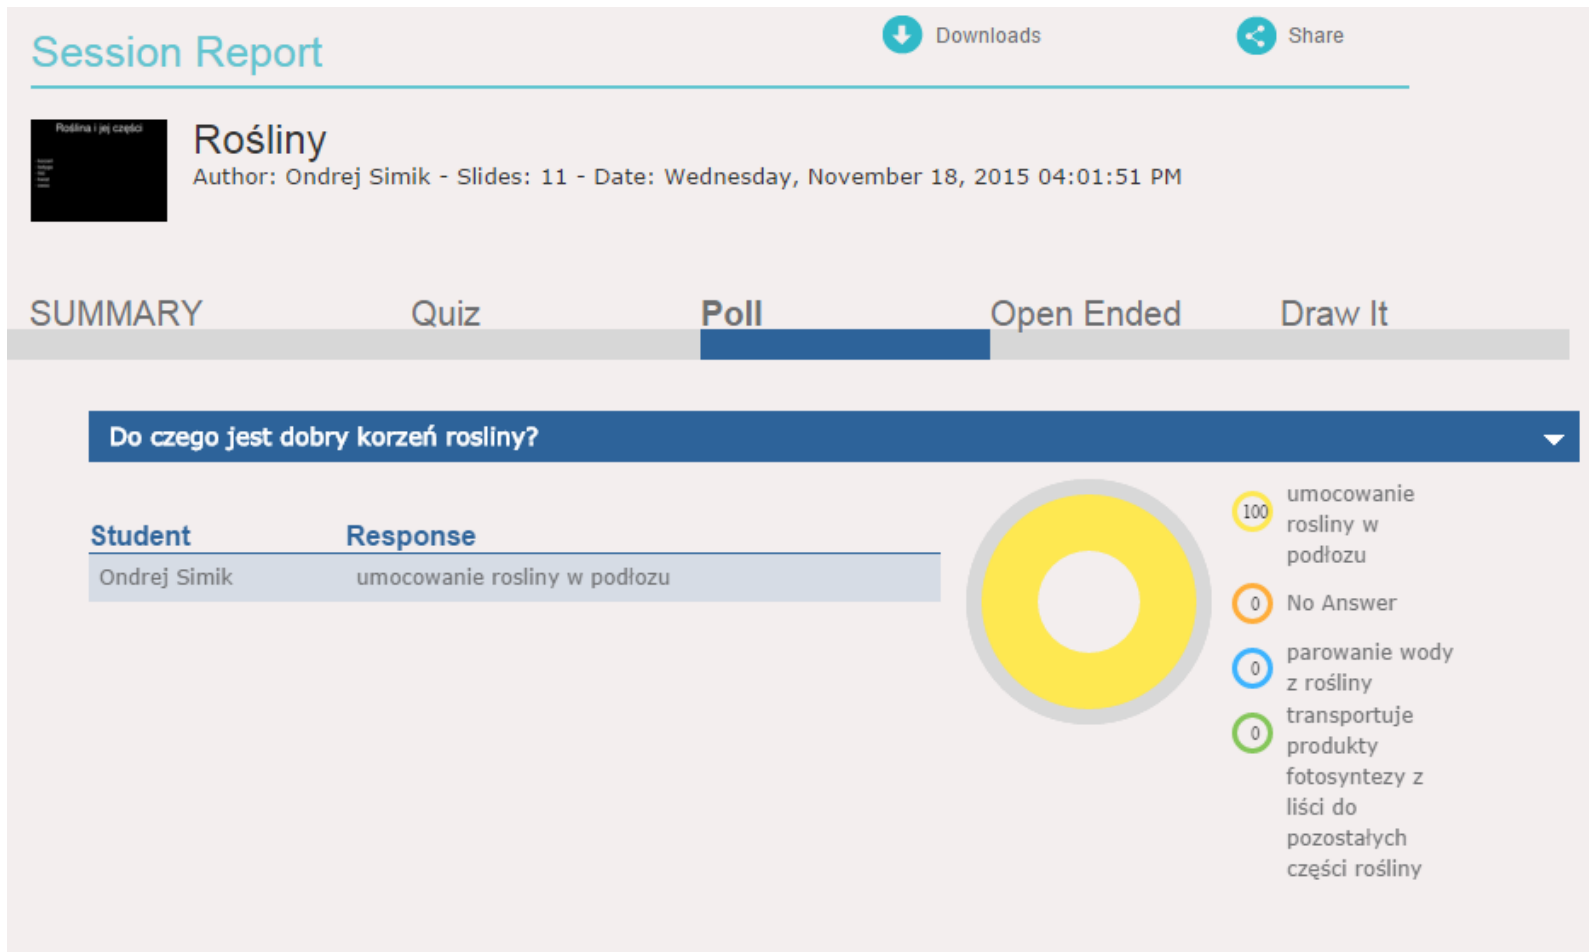 Session Report
Downloads
Share
Roślina i jej części
Rośliny
Author: Ondrej Simik - Slides: 11 - Date: Wednesday, November 18, 2015 04:01:51 PM
SUMMARY
Quiz
Poll
Open Ended
Draw It
Do czego jest dobry korzeń rosliny?
Student
Response
Ondrej Simik
umocowanie rosliny w podłozu
100
umocowanie
rosliny w
podłozu
0
No Answer
0
parowanie wody
z rośliny
0
transportuje
produkty
fotosyntezy z
liści do
pozostałych
części rośliny